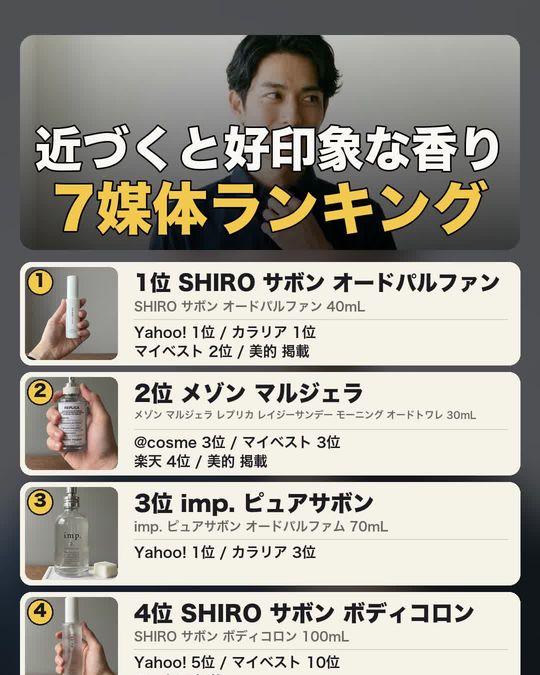 近づくと好印象な香り
7媒体ランキング
1
1位 SHIRO サボン オードパルファン
SHIRO サボン オードパルファン 40mL
Yahoo! 1位 / カラリア 1位
マイベスト 2位 / 美的 掲載
2
REPLICA
2位 メゾン マルジェラ
メゾン マルジェラ レプリカ レイジーサンデー モーニング オードトワレ 30mL
@cosme 3位 / マイベスト 3位
楽天 4位 / 美的 掲載
3
imp.
3位 imp. ピュアサボン
imp. ピュアサボン オードパルファム 70mL
Yahoo! 1位 / カラリア 3位
4
4位 SHIRO サボン ボディコロン
SHIRO サボン ボディコロン 100mL
Yahoo! 5位 / マイベスト 10位